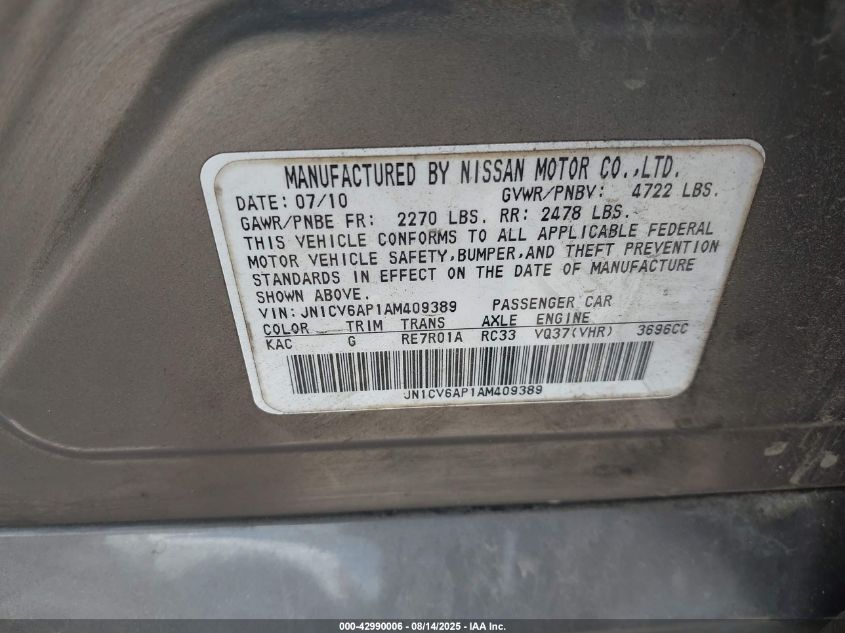 MANUFACTURED BY NISSAN MOTOR CO.,LTD.
DATE: 07/10 GVWR/PNBV: 4722 LBS.
GAWR/PNBE FR: 2270 LBS. RR: 2478 LBS.
THIS VEHICLE CONFORMS TO ALL APPLICABLE FEDERAL
MOTOR VEHICLE SAFETY,BUMPER,AND THEFT PREVENTION
STANDARDS IN EFFECT ON THE DATE OF MANUFACTURE
SHOWN ABOVE.
VIN: JN1CV6AP1AM409389 PASSENGER CAR
COLOR TRIM TRANS AXLE ENGINE
KAC G RE7R01A RC33 VQ37(VHR) 3696CC
JN1CV6AP1AM409389
000-42990006 - 08/14/2025 - IAA Inc.